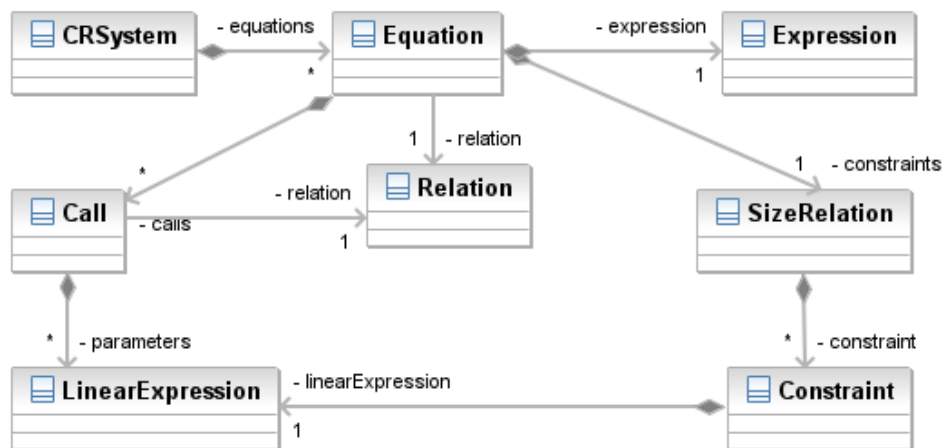 CRSystem
- equations
*
Equation
- expression
1
Expression
*
1
- relation
1
- constraints
Call
- calls
- relation
1
Relation
SizeRelation
*
- parameters
*
- constraint
LinearExpression
- linearExpression
1
Constraint